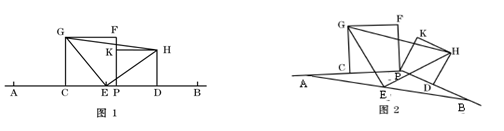 G F
K H
A C E P D B
图 1
F
G K
H
C P
A D
E B
图 2